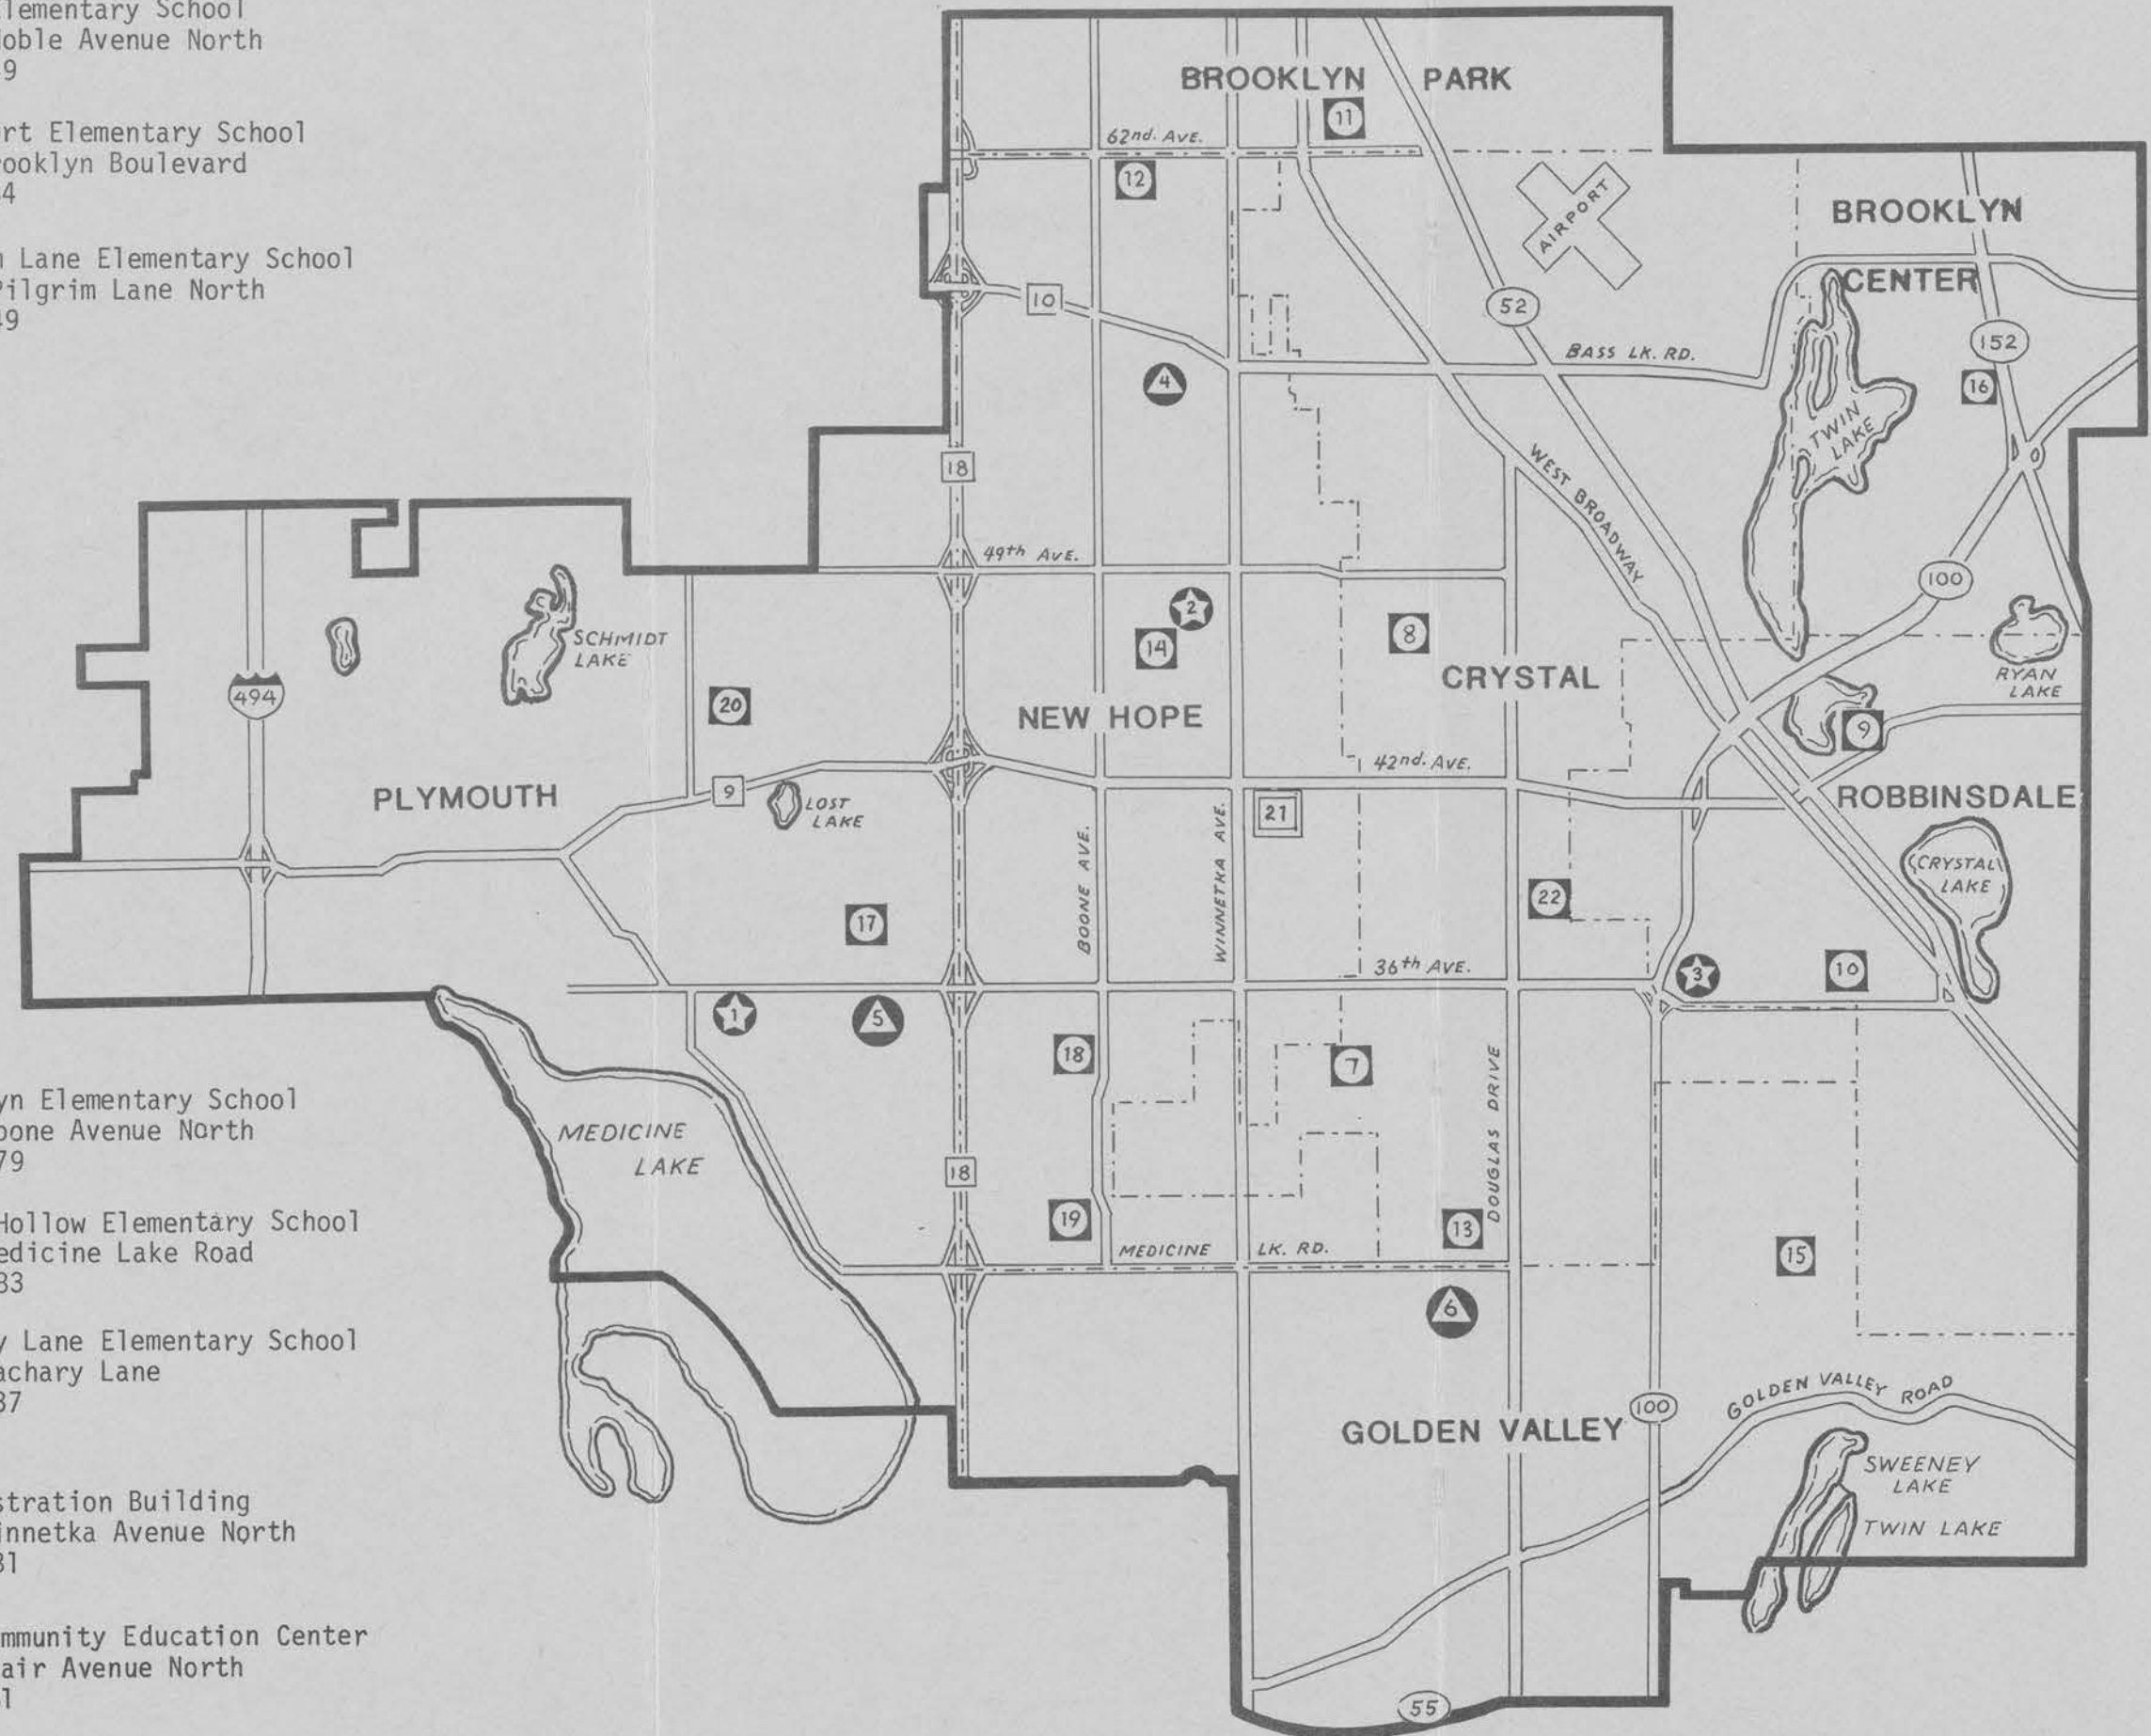 lementary School
oble Avenue North
9
rt Elementary School
ooklyn Boulevard
4
Lane Elementary School
Pilgrim Lane North
49
yn Elementary School
oone Avenue North
79
Hollow Elementary School
edicine Lake Road
83
y Lane Elementary School
achary Lane
87
stration Building
innetka Avenue North
81
mmunity Education Center
air Avenue North
1
BROOKLYN PARK
11
62nd. AVE.
12
AIRPORT
BROOKLYN
CENTER
10
52
152
BASS LK. RD.
4
16
TWIN
LAKE
18
WEST BROADWAY
49th AVE.
100
2
14
8
SCHMIDT
LAKE
RYAN
LAKE
494
20
CRYSTAL
NEW HOPE
9
42nd. AVE.
PLYMOUTH
9
LOST
LAKE
ROBBINSDALE
21
BOONE AVE.
WINNETKA AVE.
CRYSTAL
LAKE
22
17
36th AVE.
3
10
1
5
18
7
DOUGLAS DRIVE
MEDICINE
LAKE
18
19
13
MEDICINE LK. RD.
15
6
GOLDEN VALLEY
100
GOLDEN VALLEY ROAD
SWEENEY
LAKE
TWIN LAKE
55